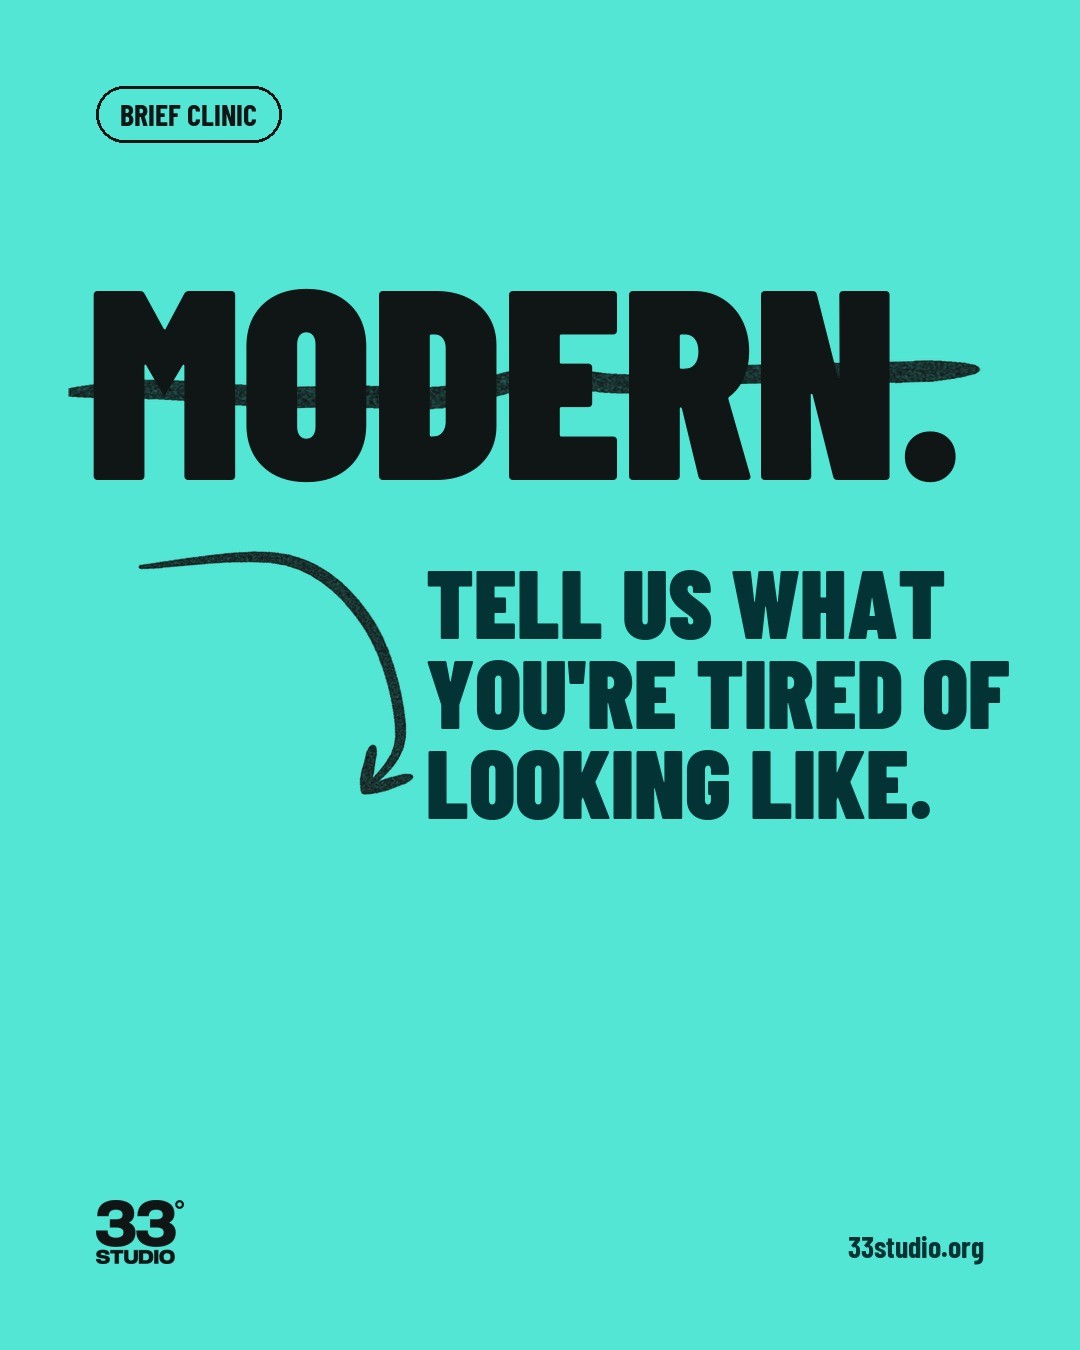 BRIEF CLINIC
MODERN.
TELL US WHAT
YOU'RE TIRED OF
LOOKING LIKE.
33°
STUDIO
33studio.org